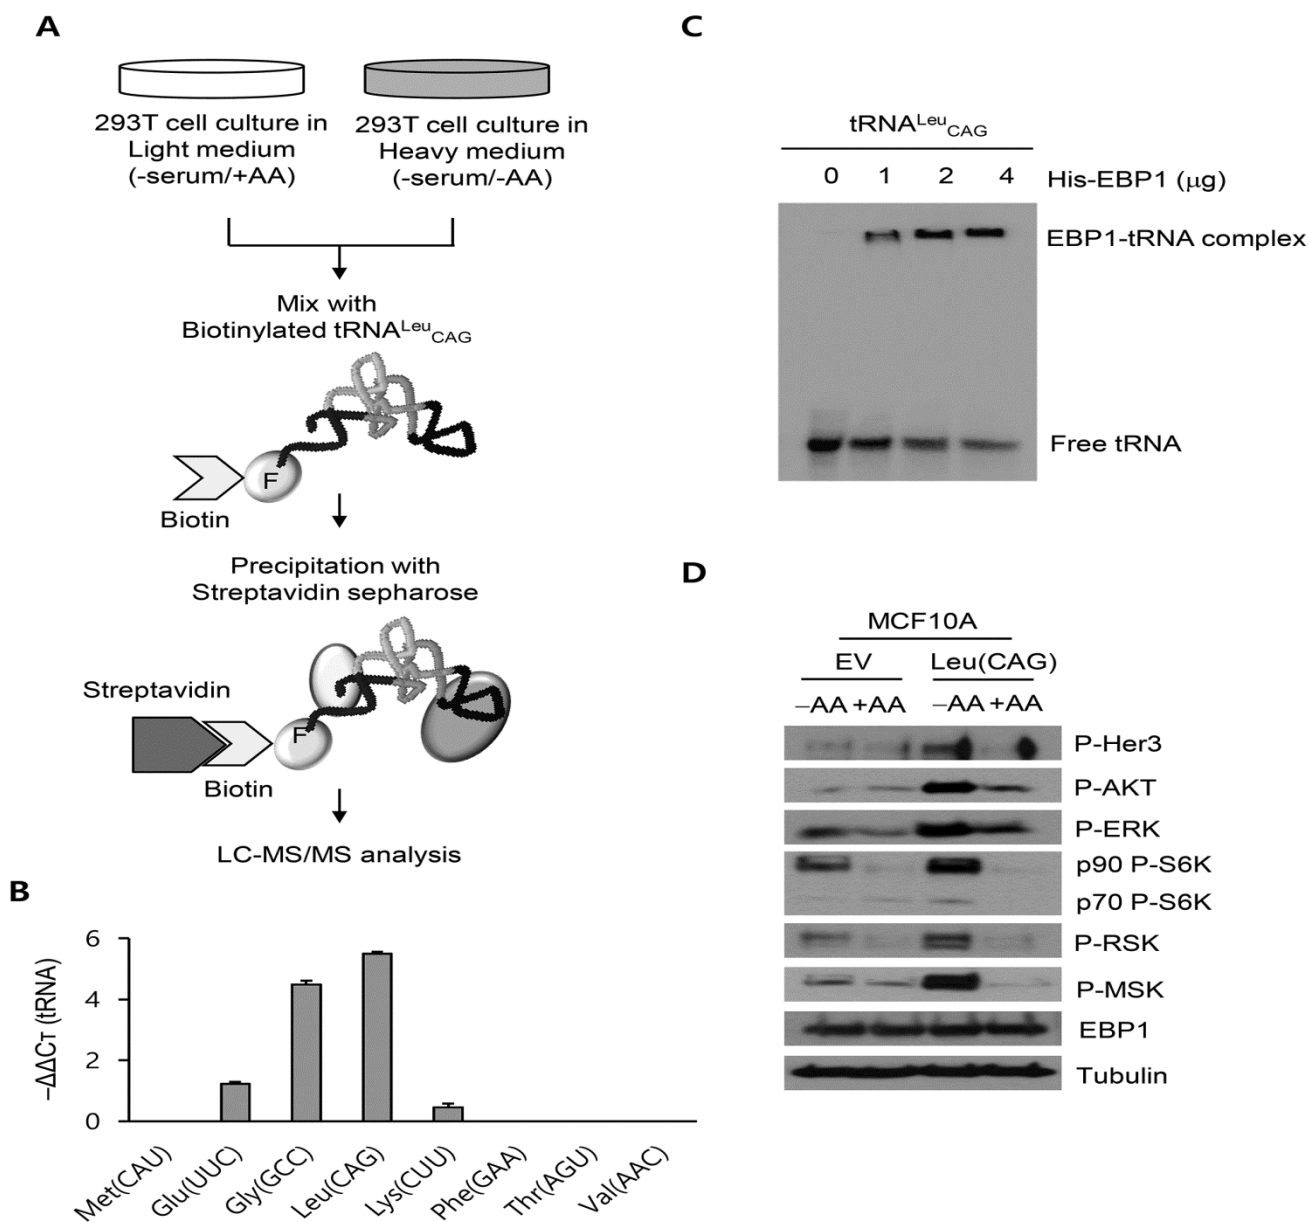 A
293T cell culture in
Light medium
(-serum/+AA)
293T cell culture in
Heavy medium
(-serum/-AA)
Mix with
Biotinylated tRNA^Leu_CAG
F
Biotin
Precipitation with
Streptavidin sepharose
Streptavidin
F
Biotin
LC-MS/MS analysis
B
−ΔΔCT (tRNA)
6
4
2
0
Met(CAU)
Glu(UUC)
Gly(GCC)
Leu(CAG)
Lys(CUU)
Phe(GAA)
Thr(AGU)
Val(AAC)
C
tRNA^Leu_CAG
0 1 2 4 His-EBP1 (μg)
EBP1-tRNA complex
Free tRNA
D
MCF10A
EV Leu(CAG)
−AA +AA −AA +AA
P-Her3
P-AKT
P-ERK
p90 P-S6K
p70 P-S6K
P-RSK
P-MSK
EBP1
Tubulin